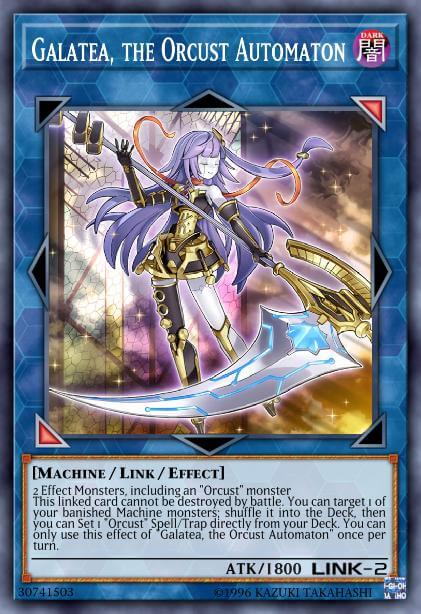 Galatea, the Orcust Automaton
DARK
闇
[Machine / Link / Effect]
2 Effect Monsters, including an "Orcust" monster
This linked card cannot be destroyed by battle. You can target 1 of
your banished Machine monsters; shuffle it into the Deck, then
you can Set 1 "Orcust" Spell/Trap directly from your Deck. You can
only use this effect of "Galatea, the Orcust Automaton" once per
turn.
ATK/1800 LINK-2
30741503 ©1996 KAZUKI TAKAHASHI